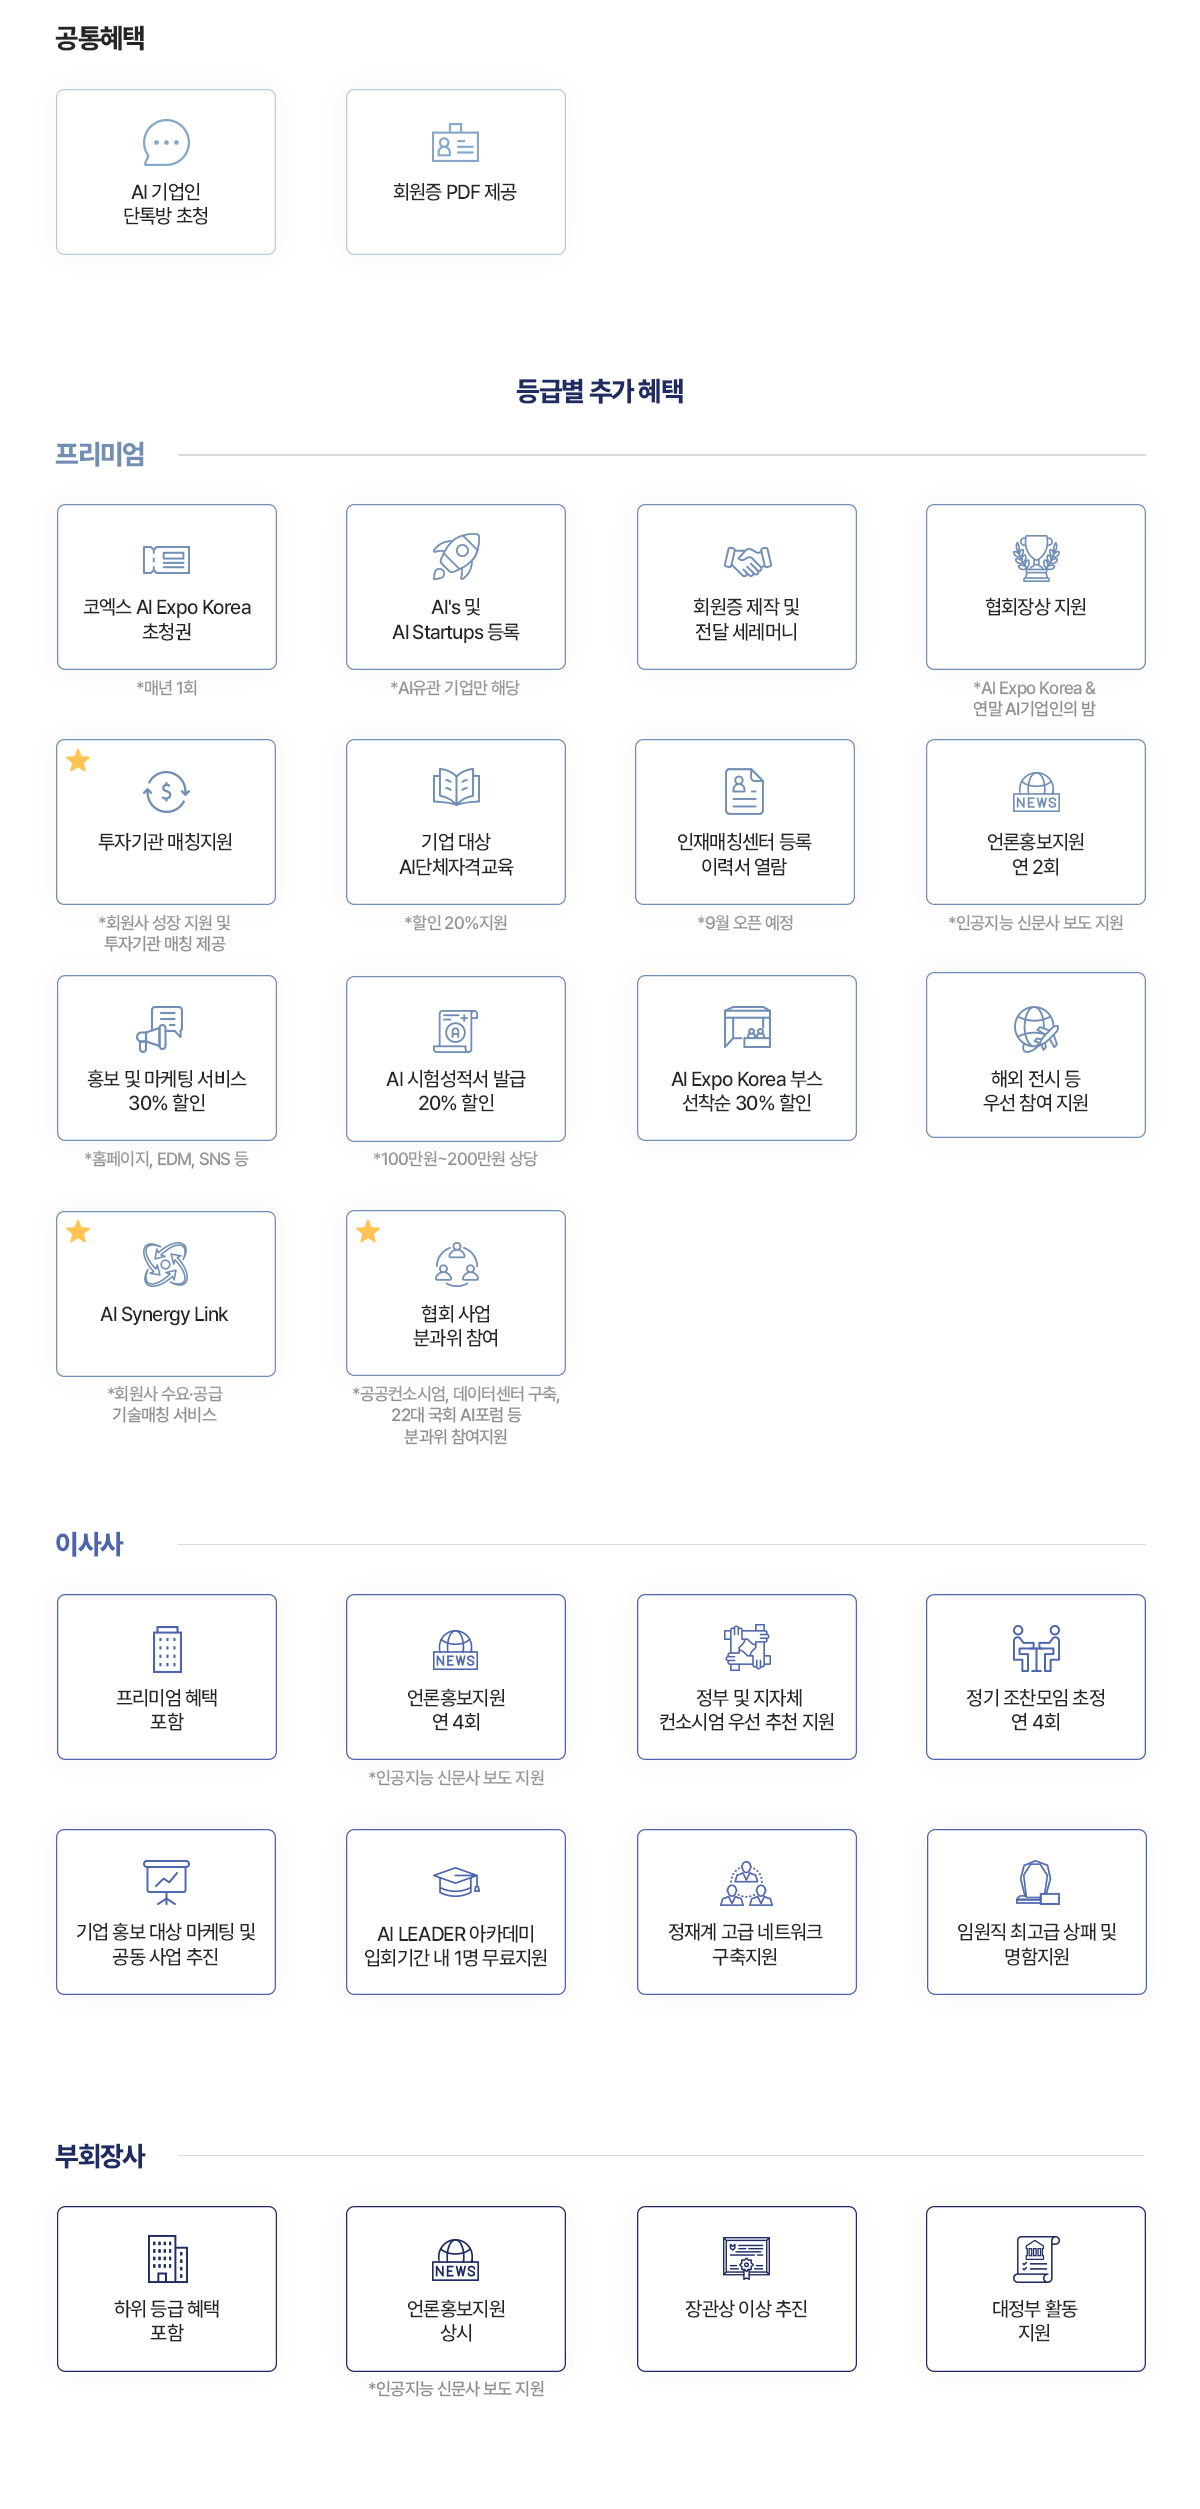 공통혜택
AI 기업인
단톡방 초청
회원증 PDF 제공
등급별 추가 혜택
프리미엄
코엑스 AI Expo Korea
초청권
*매년 1회
AI's 및
AI Startups 등록
*AI유관 기업만 해당
회원증 제작 및
전달 세레머니
협회장상 지원
*AI Expo Korea &
연말 AI기업인의 밤
투자기관 매칭지원
*회원사 성장 지원 및
투자기관 매칭 제공
기업 대상
AI단체자격교육
*할인 20%지원
인재매칭센터 등록
이력서 열람
*9월 오픈 예정
NEWS
언론홍보지원
연 2회
*인공지능 신문사 보도 지원
홍보 및 마케팅 서비스
30% 할인
*홈페이지, EDM, SNS 등
A
AI 시험성적서 발급
20% 할인
*100만원~200만원 상당
AI Expo Korea 부스
선착순 30% 할인
해외 전시 등
우선 참여 지원
AI Synergy Link
*회원사 수요·공급
기술매칭 서비스
협회 사업
분과위 참여
*공공컨소시엄, 데이터센터 구축,
22대 국회 AI포럼 등
분과위 참여지원
이사사
프리미엄 혜택
포함
NEWS
언론홍보지원
연 4회
*인공지능 신문사 보도 지원
정부 및 지자체
컨소시엄 우선 추천 지원
정기 조찬모임 초정
연 4회
기업 홍보 대상 마케팅 및
공동 사업 추진
AI LEADER 아카데미
입회기간 내 1명 무료지원
정재계 고급 네트워크
구축지원
임원직 최고급 상패 및
명함지원
부회장사
하위 등급 혜택
포함
NEWS
언론홍보지원
상시
*인공지능 신문사 보도 지원
장관상 이상 추진
대정부 활동
지원